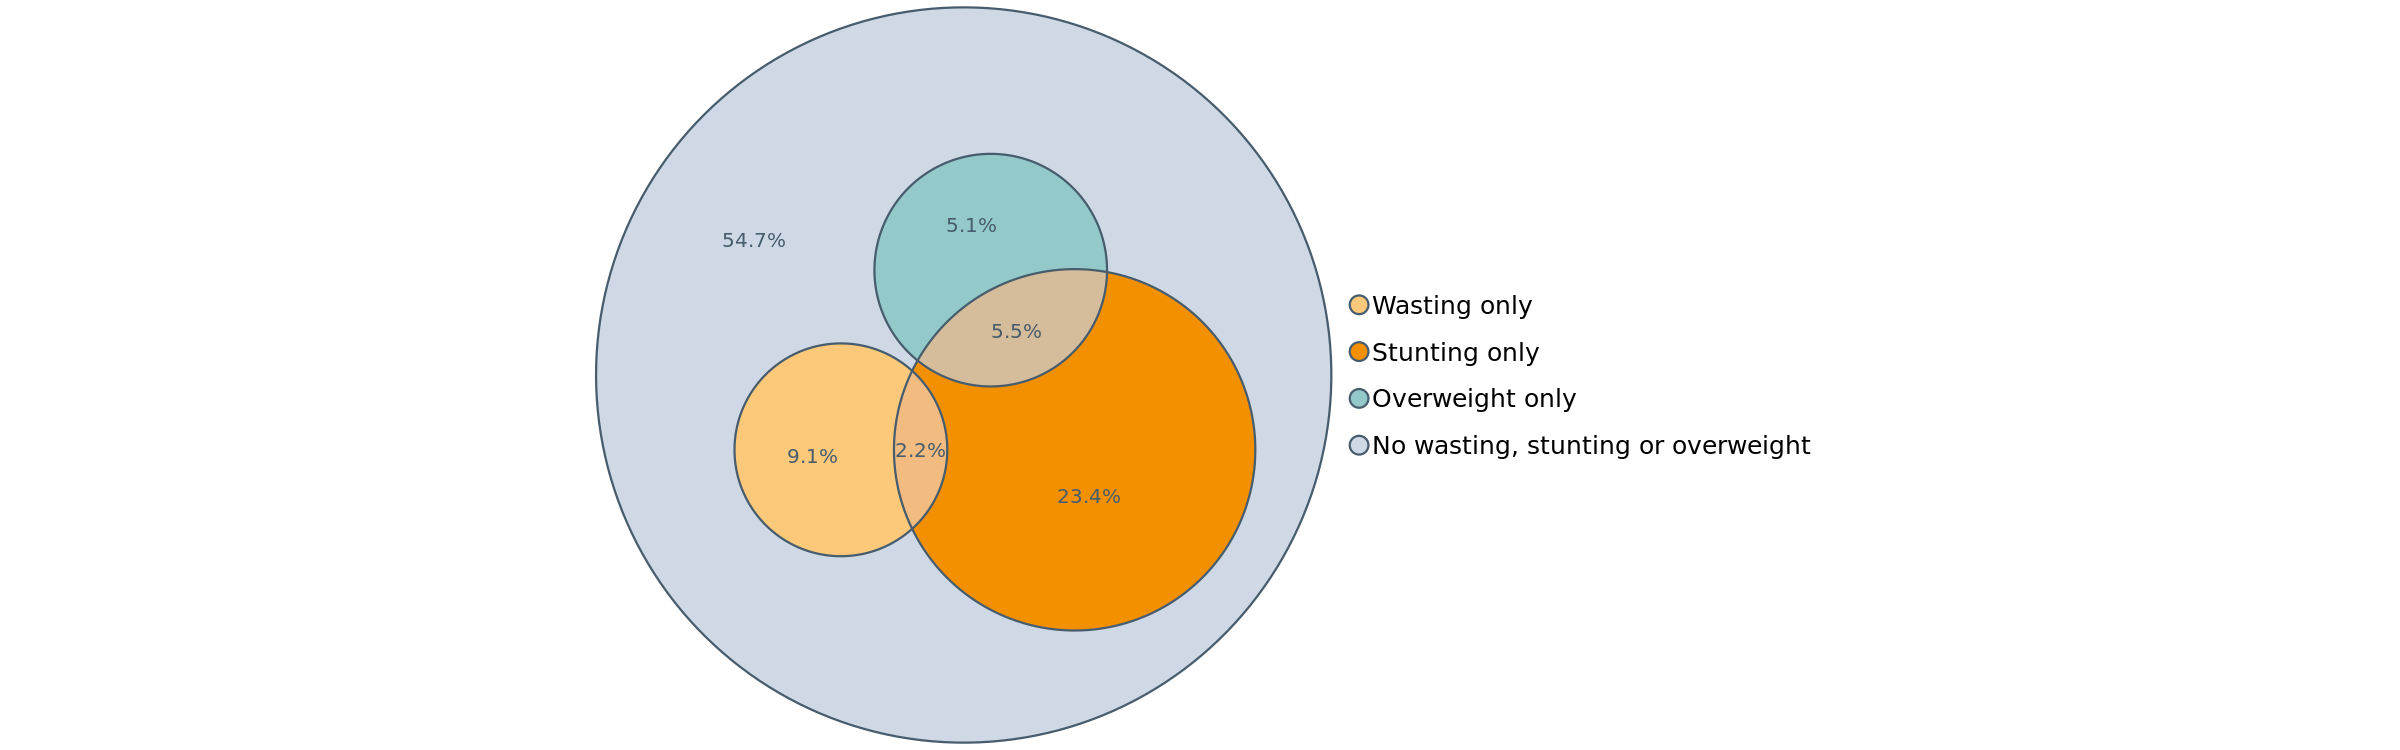 5.1%
54.7%
5.5%
9.1%
2.2%
23.4%
Wasting only
Stunting only
Overweight only
No wasting, stunting or overweight